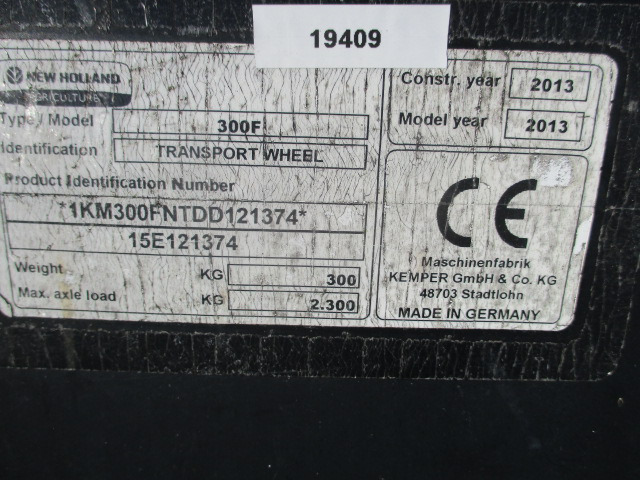 19409
NEW HOLLAND
AGRICULTURE
Type / Model 300F
Identification TRANSPORT WHEEL
Product Identification Number
*1KM300FNTDD121374*
15E121374
Weight KG 300
Max. axle load KG 2.300
Constr. year 2013
Model year 2013
CE
Maschinenfabrik
KEMPER GmbH & Co. KG
48703 Stadtlohn
MADE IN GERMANY